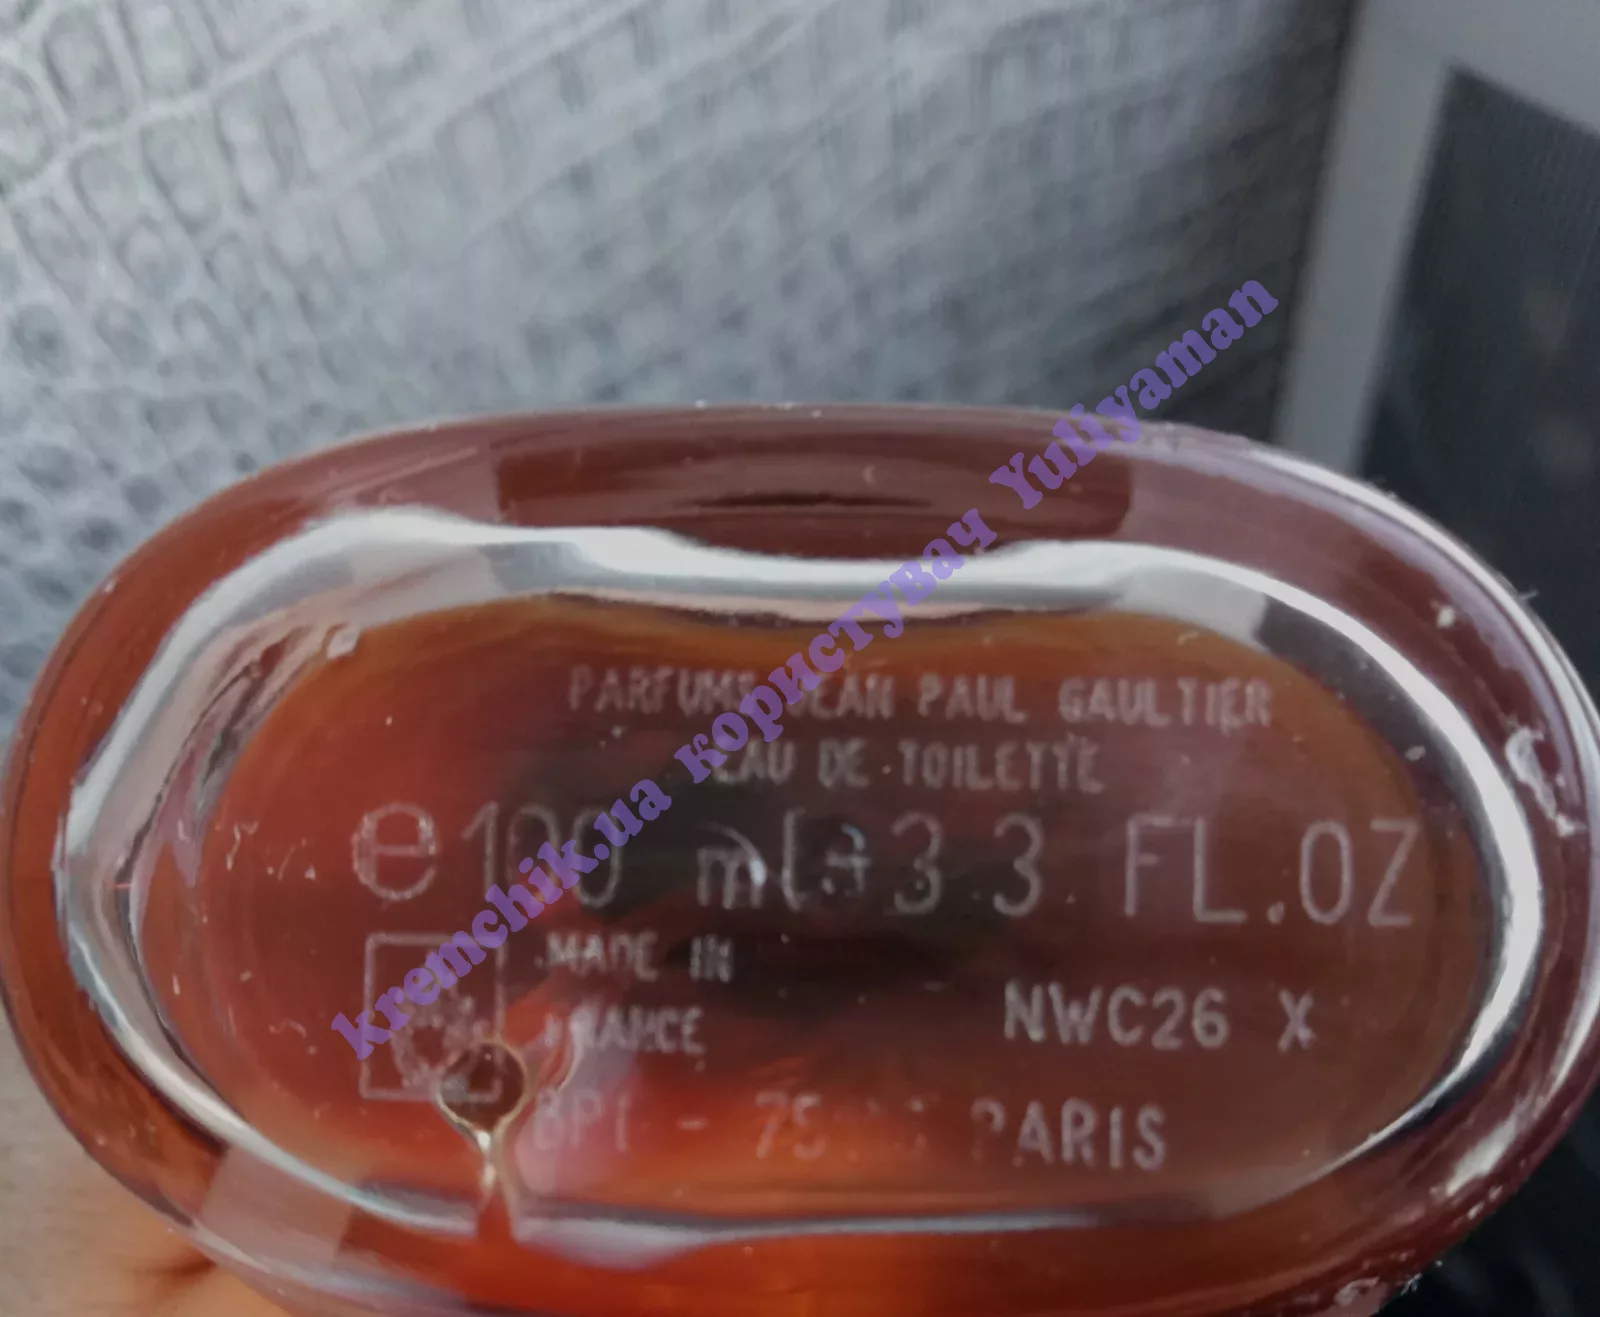 PARFUMS JEAN PAUL GAULTIER
EAU DE TOILETTE
e 100 ml 3.3 FL.OZ
MADE IN
FRANCE
NWC26 X
BPI - PARIS
kremchik.ua користувач Yuliyaman